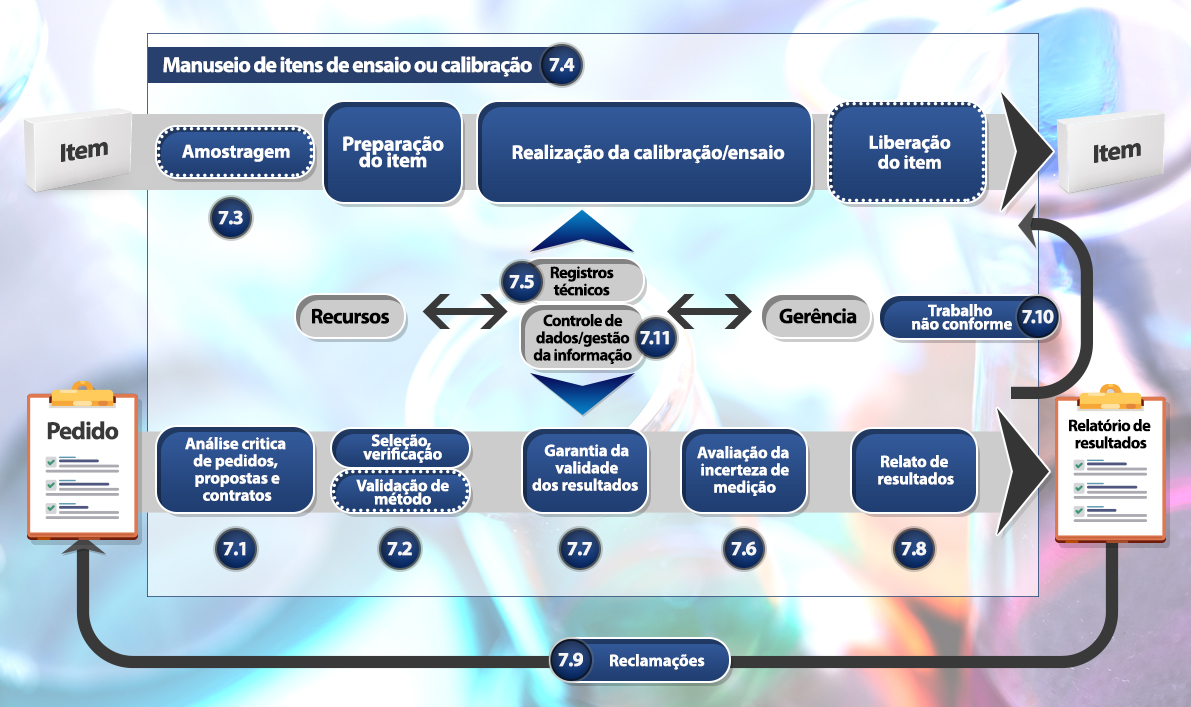 Manuseio de itens de ensaio ou calibração 7.4
Item
Amostragem
7.3
Preparação
do item
Realização da calibração/ensaio
Liberação
do item
Item
7.5
Registros
técnicos
Recursos
Controle de
dados/gestão
da informação
7.11
Gerência
Trabalho
não conforme
7.10
Pedido
Análise critica
de pedidos,
propostas e
contratos
7.1
Seleção,
verificação
Validação de
método
7.2
Garantia da
validade
dos resultados
7.7
Avaliação da
incerteza de
medição
7.6
Relato de
resultados
7.8
Relatório de
resultados
7.9 Reclamações